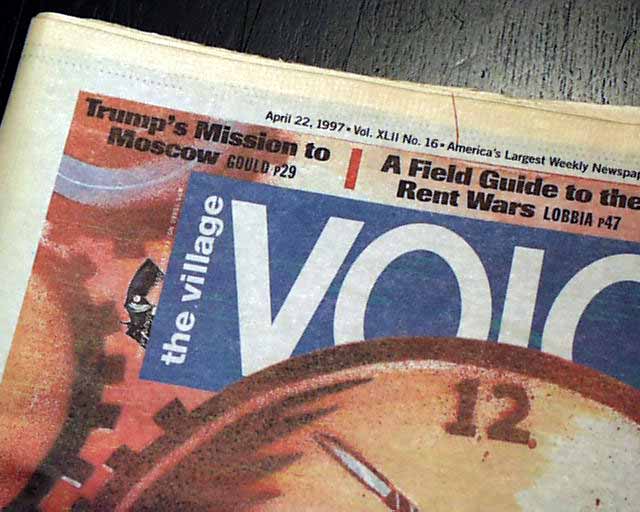 April 22, 1997 • Vol. XLII No. 16 • America's Largest Weekly Newspap
Trump's Mission to
Moscow GOULD P29
A Field Guide to the
Rent Wars LOBBIA P47
the village
VOIC
12